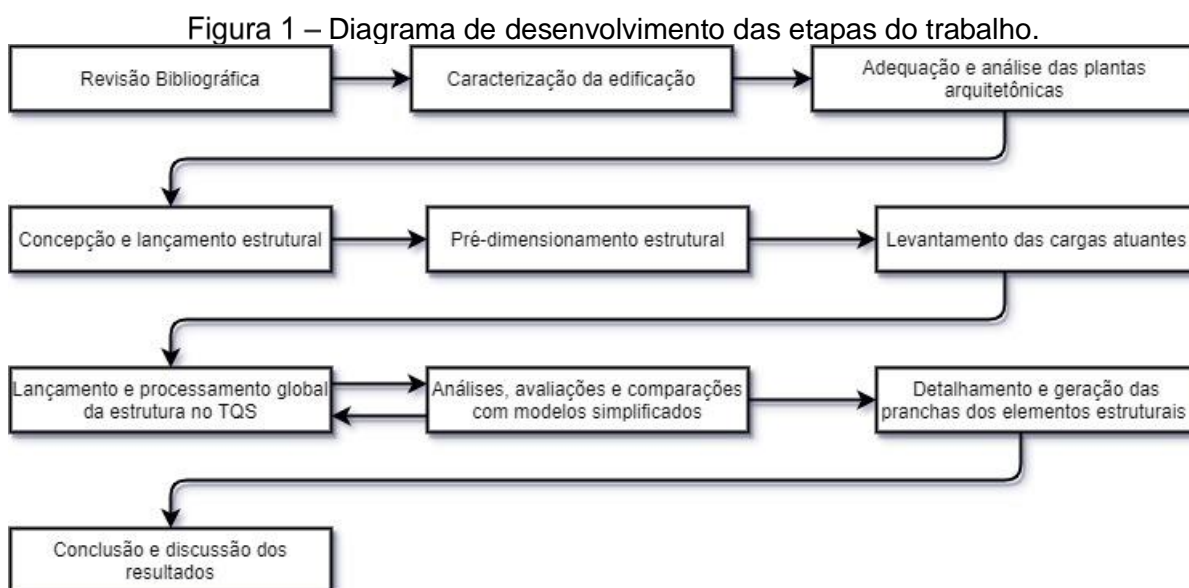 Figura 1 – Diagrama de desenvolvimento das etapas do trabalho.
Revisão Bibliográfica
Caracterização da edificação
Adequação e análise das plantas
arquitetônicas
Concepção e lançamento estrutural
Pré-dimensionamento estrutural
Levantamento das cargas atuantes
Lançamento e processamento global
da estrutura no TQS
Análises, avaliações e comparações
com modelos simplificados
Detalhamento e geração das
pranchas dos elementos estruturais
Conclusão e discussão dos
resultados